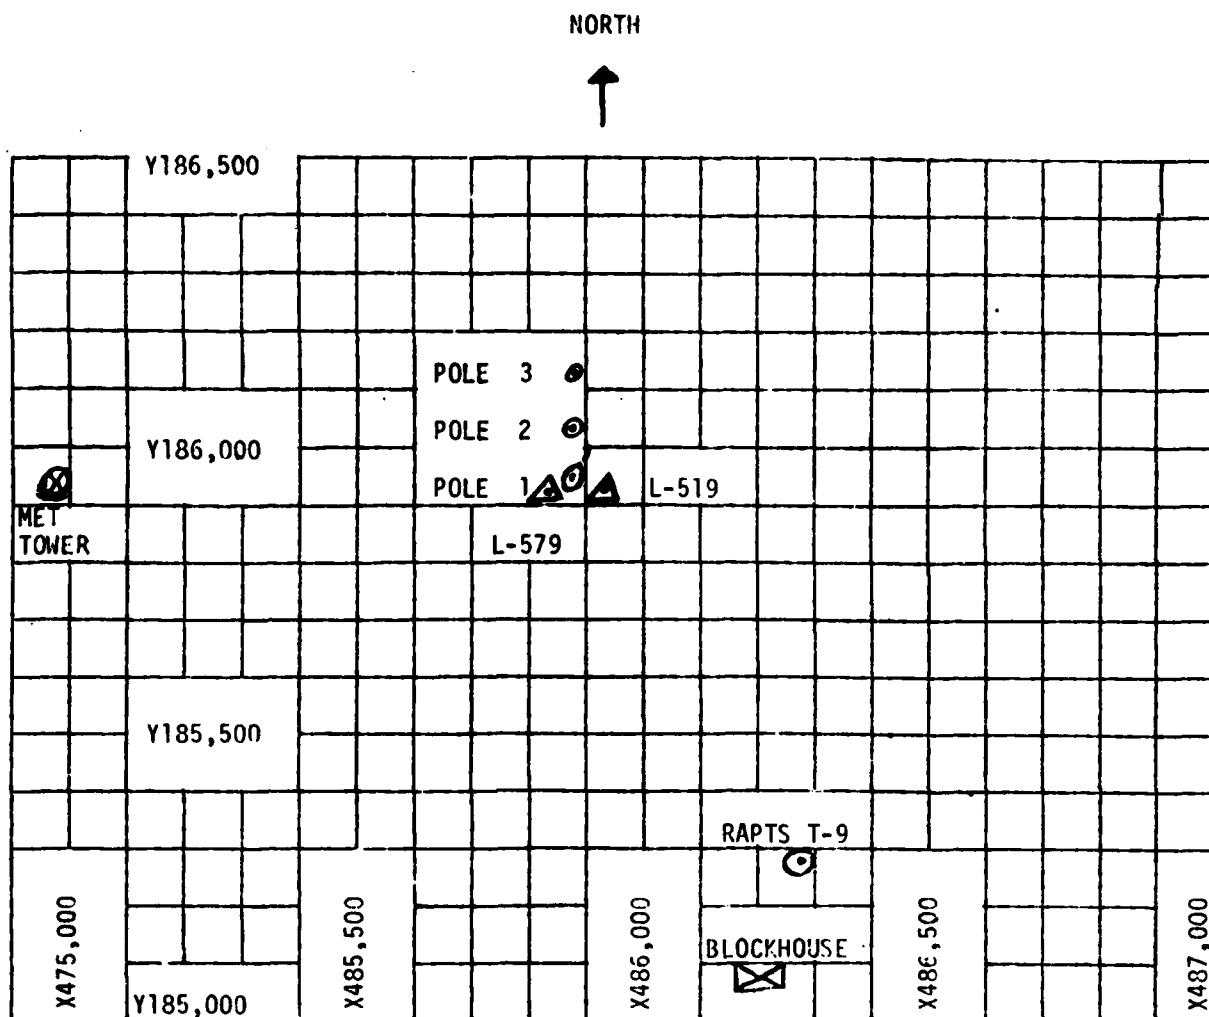 NORTH
Y186,500
POLE 3
POLE 2
Y186,000
POLE 1
L-519
MET
TOWER
L-579
Y185,500
RAPTS T-9
BLOCKHOUSE
X475,000
X485,500
X486,000
X486,500
X487,000
Y185,000